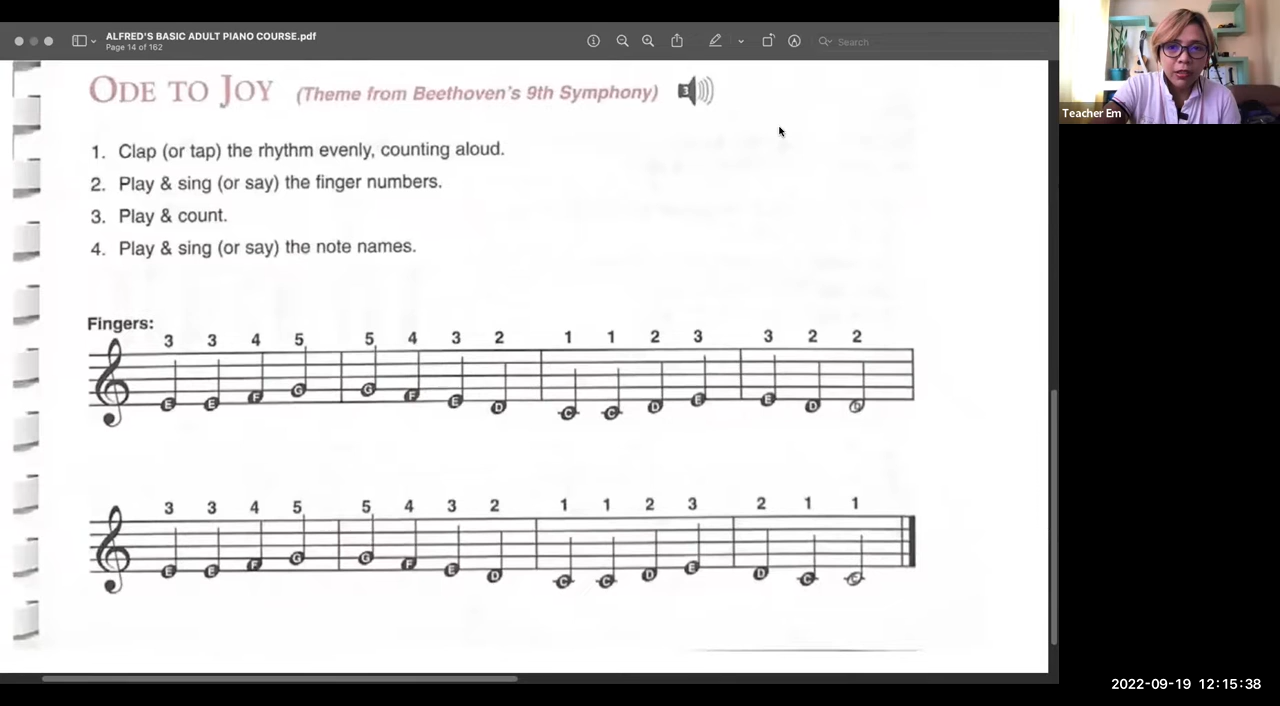 ALFRED'S BASIC ADULT PIANO COURSE.pdf
Page 14 of 162
Search
Teacher Em
ODE TO JOY (Theme from Beethoven's 9th Symphony) 3
1. Clap (or tap) the rhythm evenly, counting aloud.
2. Play & sing (or say) the finger numbers.
3. Play & count.
4. Play & sing (or say) the note names.
Fingers:
3 3 4 5 5 4 3 2 1 1 2 3 3 2 2
E E F G G F E D C C D E E D D
3 3 4 5 5 4 3 2 1 1 2 3 2 1 1
E E F G G F E D C C D E D C C
2022-09-19 12:15:38